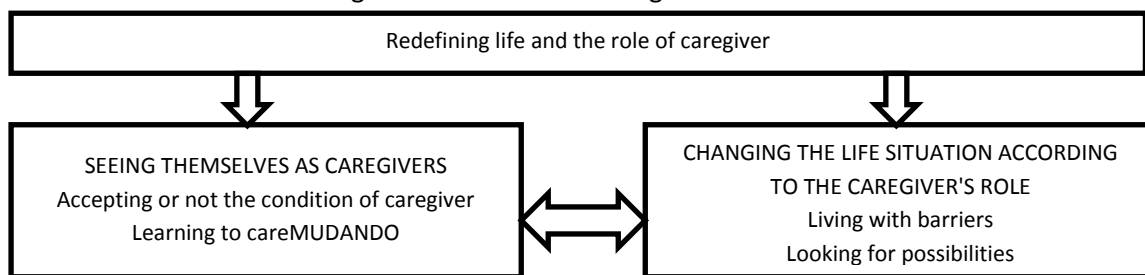 Redefining life and the role of caregiver
SEEING THEMSELVES AS CAREGIVERS
Accepting or not the condition of caregiver
Learning to careMUDANDO
CHANGING THE LIFE SITUATION ACCORDING
TO THE CAREGIVER'S ROLE
Living with barriers
Looking for possibilities